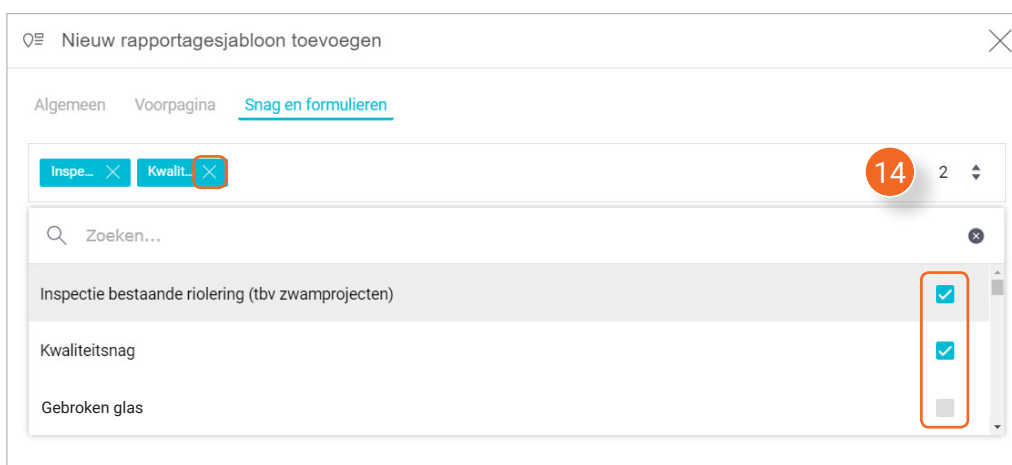 Nieuw rapportagesjabloon toevoegen
Algemeen Voorpagina Snag en formulieren
Inspe... Kwalit... 14 2
Zoeken...
Inspectie bestaande riolering (tbv zwamprojecten)
Kwaliteitsnag
Gebroken glas